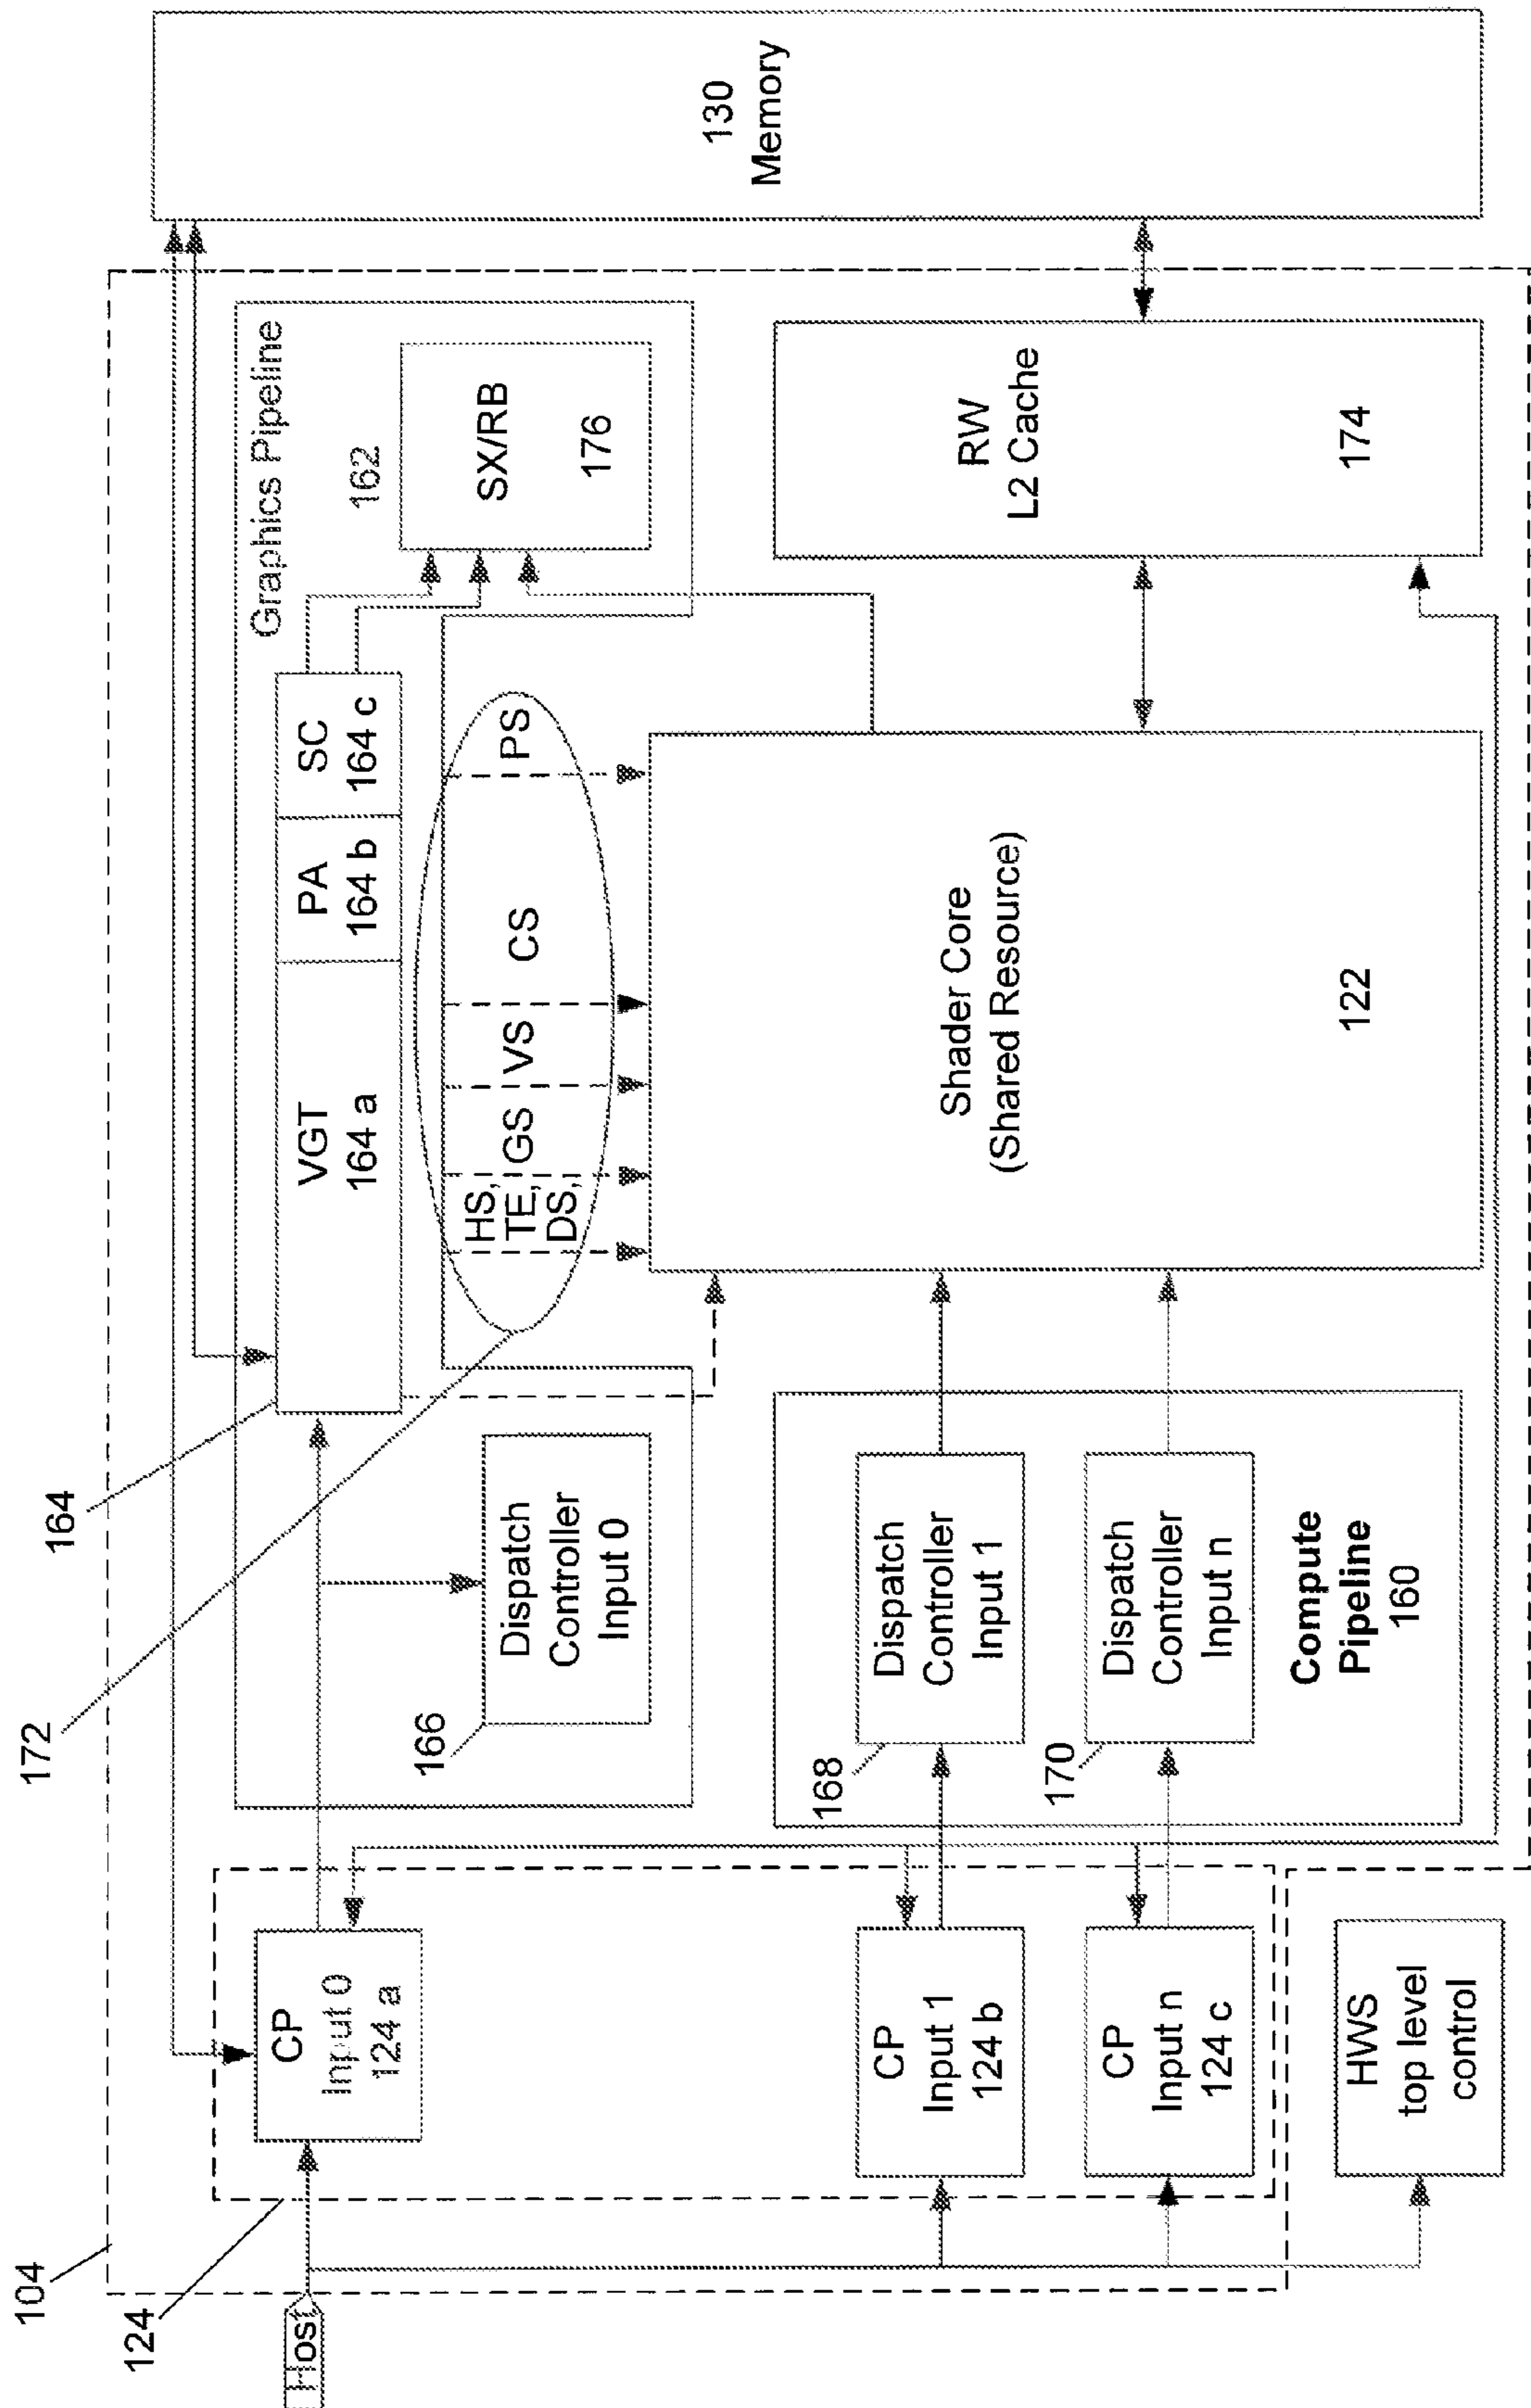 104
124
Host
172
164
CP
Input 0
124 a
CP
Input 1
124 b
CP
Input n
124 c
HWS
top level
control
166
Dispatch
Controller
Input 0
168
Dispatch
Controller
Input 1
170
Dispatch
Controller
Input n
Compute
Pipeline
160
VGT
164 a
PA
164 b
SC
164 c
Graphics Pipeline
162
SX/RB
176
HS,
TE,
DS,
GS
VS
CS
PS
Shader Core
(Shared Resource)
122
RW
L2 Cache
174
130
Memory